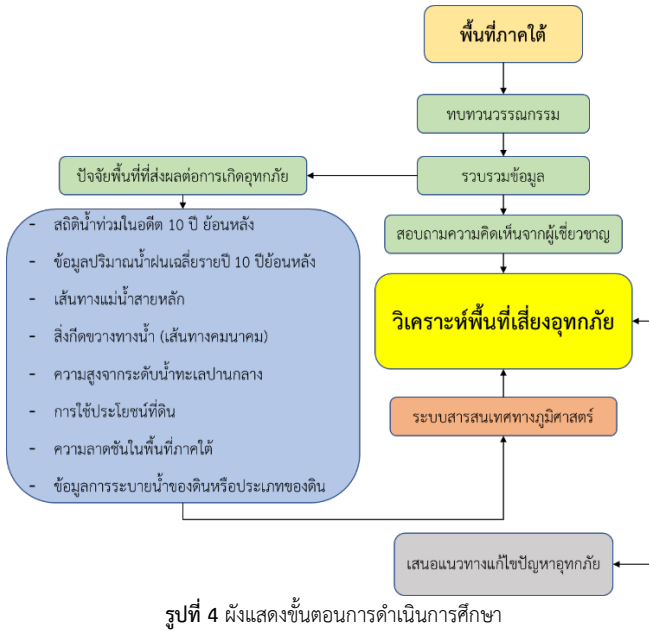 พื้นที่ภาคใต้
ทบทวนวรรณกรรม
รวบรวมข้อมูล
ปัจจัยพื้นที่ที่ส่งผลต่อการเกิดอุทกภัย
- สถิติน้ำท่วมในอดีต 10 ปี ย้อนหลัง
- ข้อมูลปริมาณน้ำฝนเฉลี่ยรายปี 10 ปีย้อนหลัง
- เส้นทางแม่น้ำสายหลัก
- สิ่งกีดขวางทางน้ำ (เส้นทางคมนาคม)
- ความสูงจากระดับน้ำทะเลปานกลาง
- การใช้ประโยชน์ที่ดิน
- ความลาดชันในพื้นที่ภาคใต้
- ข้อมูลการระบายน้ำของดินหรือประเภทของดิน
สอบถามความคิดเห็นจากผู้เชี่ยวชาญ
วิเคราะห์พื้นที่เสี่ยงอุทกภัย
ระบบสารสนเทศทางภูมิศาสตร์
เสนอแนวทางแก้ไขปัญหาอุทกภัย
รูปที่ 4 ผังแสดงขั้นตอนการดำเนินการศึกษา